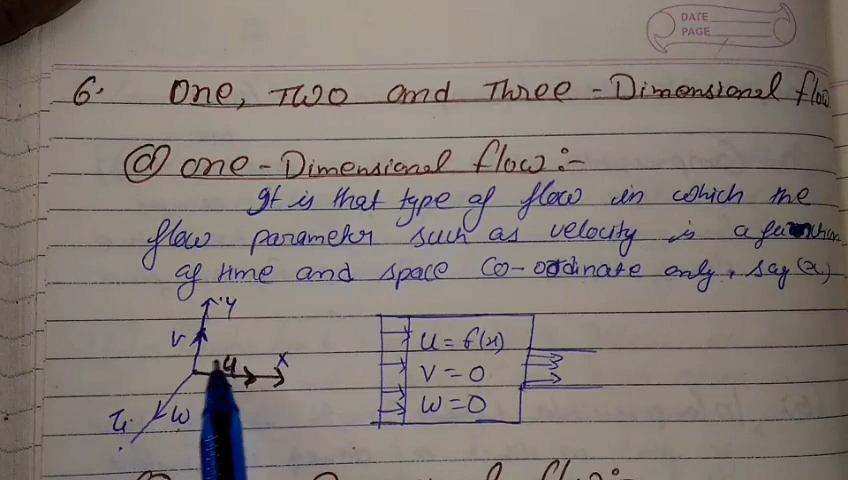 DATE
PAGE
6. One, TWO and Three - Dimensional flow
(a) one - Dimensional flow :-
It is that type of flow in which the
flow parameter such as velocity is a function
of time and space co-ordinate only, say (x)
y
V
u
x
Z
W
u = f(x)
V = 0
W = 0